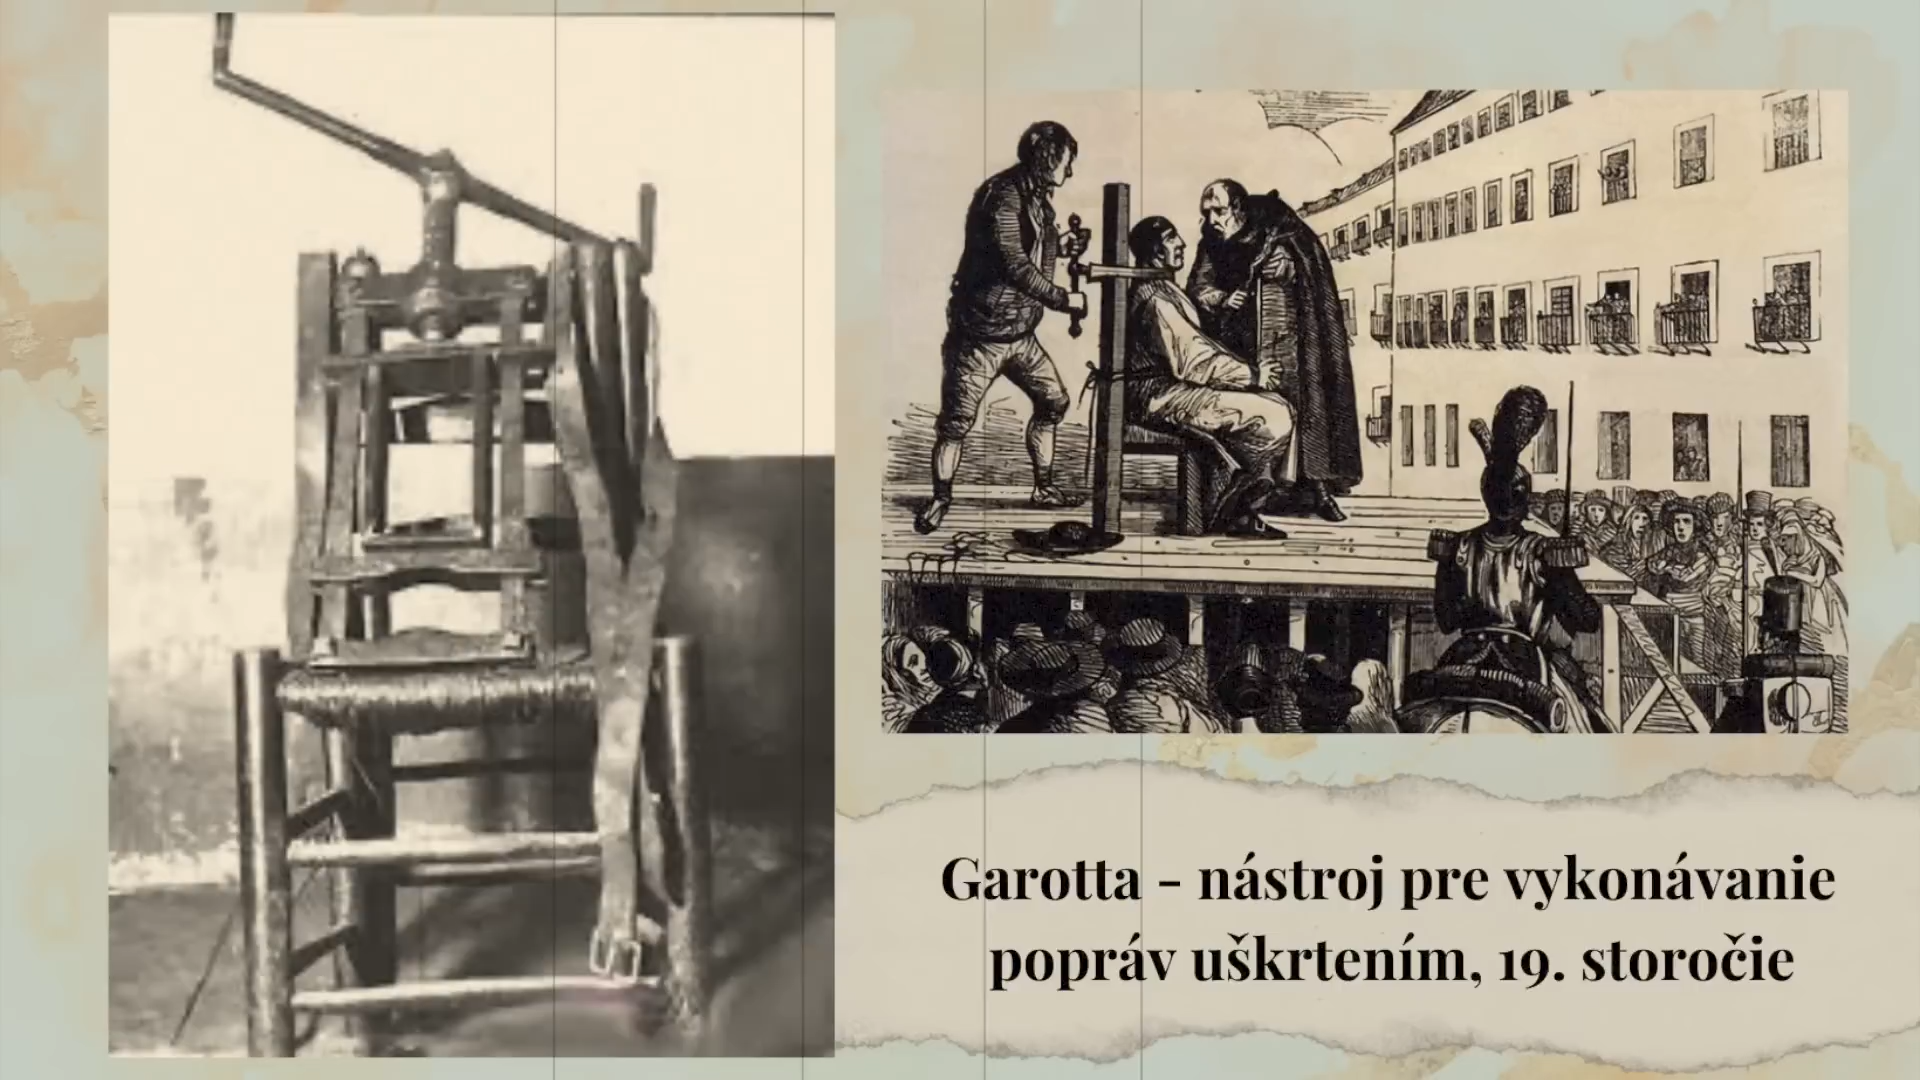 Garotta - nástroj pre vykonávanie
popráv uškrtením, 19. storočie